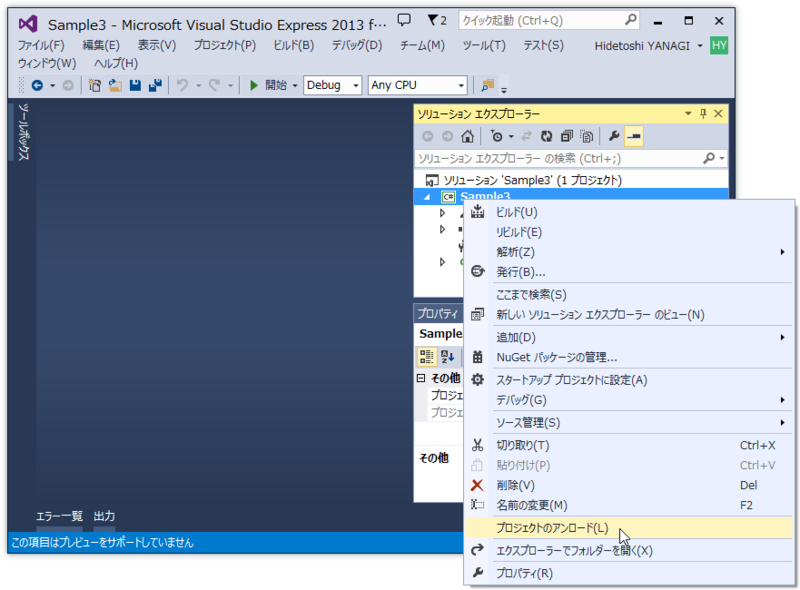 Sample3 - Microsoft Visual Studio Express 2013 f… 2 クイック起動 (Ctrl+Q)
ファイル(F) 編集(E) 表示(V) プロジェクト(P) ビルド(B) デバッグ(D) チーム(M) ツール(T) テスト(S) Hidetoshi YANAGI HY
ウィンドウ(W) ヘルプ(H)
開始 Debug Any CPU
ツールボックス
ソリューション エクスプローラー
ソリューション エクスプローラー の検索 (Ctrl+;)
ソリューション 'Sample3' (1 プロジェクト)
C# Sample3
ビルド(U)
リビルド(E)
解析(Z)
発行(B)...
ここまで検索(S)
新しい ソリューション エクスプローラー のビュー(N)
追加(D)
NuGet パッケージの管理...
スタートアップ プロジェクトに設定(A)
デバッグ(G)
ソース管理(S)
切り取り(T) Ctrl+X
貼り付け(P) Ctrl+V
削除(V) Del
名前の変更(M) F2
プロジェクトのアンロード(L)
エクスプローラーでフォルダーを開く(X)
プロパティ(R)
プロパティ
Sample
その他
プロジェ
プロジェ
その他
エラー一覧 出力
この項目はプレビューをサポートしていません